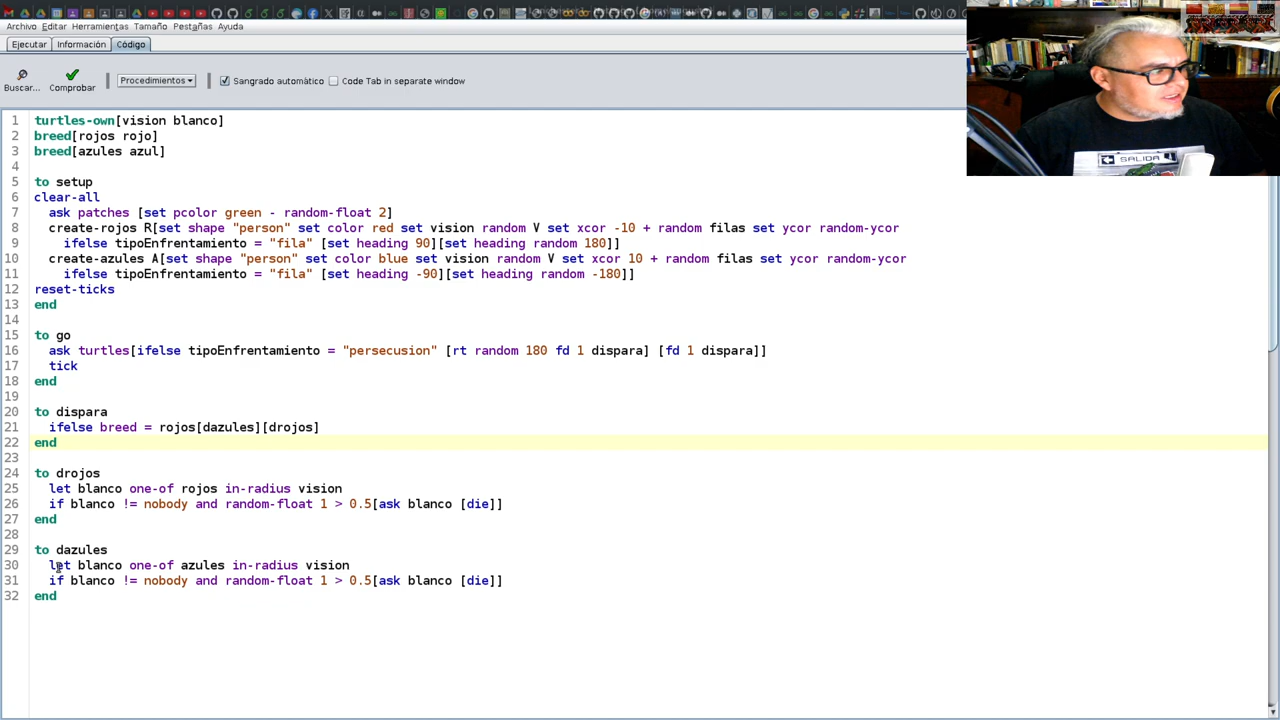 Archivo Editar Herramientas Tamaño Pestañas Ayuda
Ejecutar Información Código
Buscar... Comprobar Procedimientos Sangrado automático Code Tab in separate window
1 turtles-own[vision blanco]
2 breed[rojos rojo]
3 breed[azules azul]
4
5 to setup
6 clear-all
7 ask patches [set pcolor green - random-float 2]
8 create-rojos R[set shape "person" set color red set vision random V set xcor -10 + random filas set ycor random-ycor
9 ifelse tipoEnfrentamiento = "fila" [set heading 90][set heading random 180]]
10 create-azules A[set shape "person" set color blue set vision random V set xcor 10 + random filas set ycor random-ycor
11 ifelse tipoEnfrentamiento = "fila" [set heading -90][set heading random -180]]
12 reset-ticks
13 end
14
15 to go
16 ask turtles[ifelse tipoEnfrentamiento = "persecusion" [rt random 180 fd 1 dispara] [fd 1 dispara]]
17 tick
18 end
19
20 to dispara
21 ifelse breed = rojos[dazules][drojos]
22 end
23
24 to drojos
25 let blanco one-of rojos in-radius vision
26 if blanco != nobody and random-float 1 > 0.5[ask blanco [die]]
27 end
28
29 to dazules
30 let blanco one-of azules in-radius vision
31 if blanco != nobody and random-float 1 > 0.5[ask blanco [die]]
32 end
SALIDA